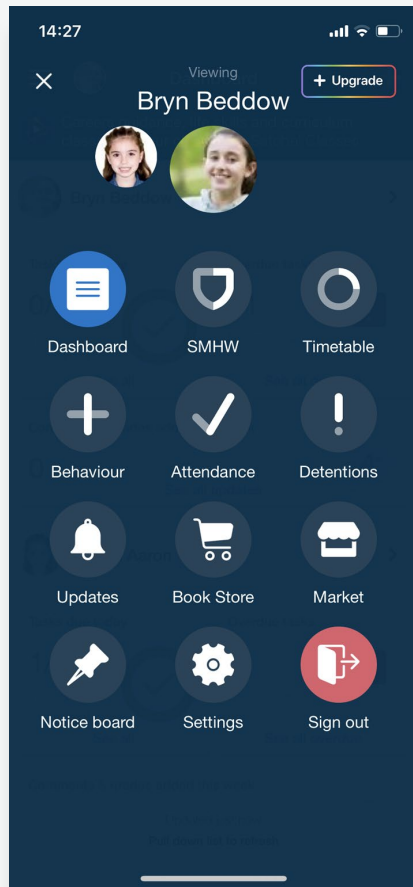 14:27
Viewing
Upgrade
Bryn Beddow
Dashboard SMHW Timetable
Behaviour Attendance Detentions
Updates Book Store Market
Notice board Settings Sign out